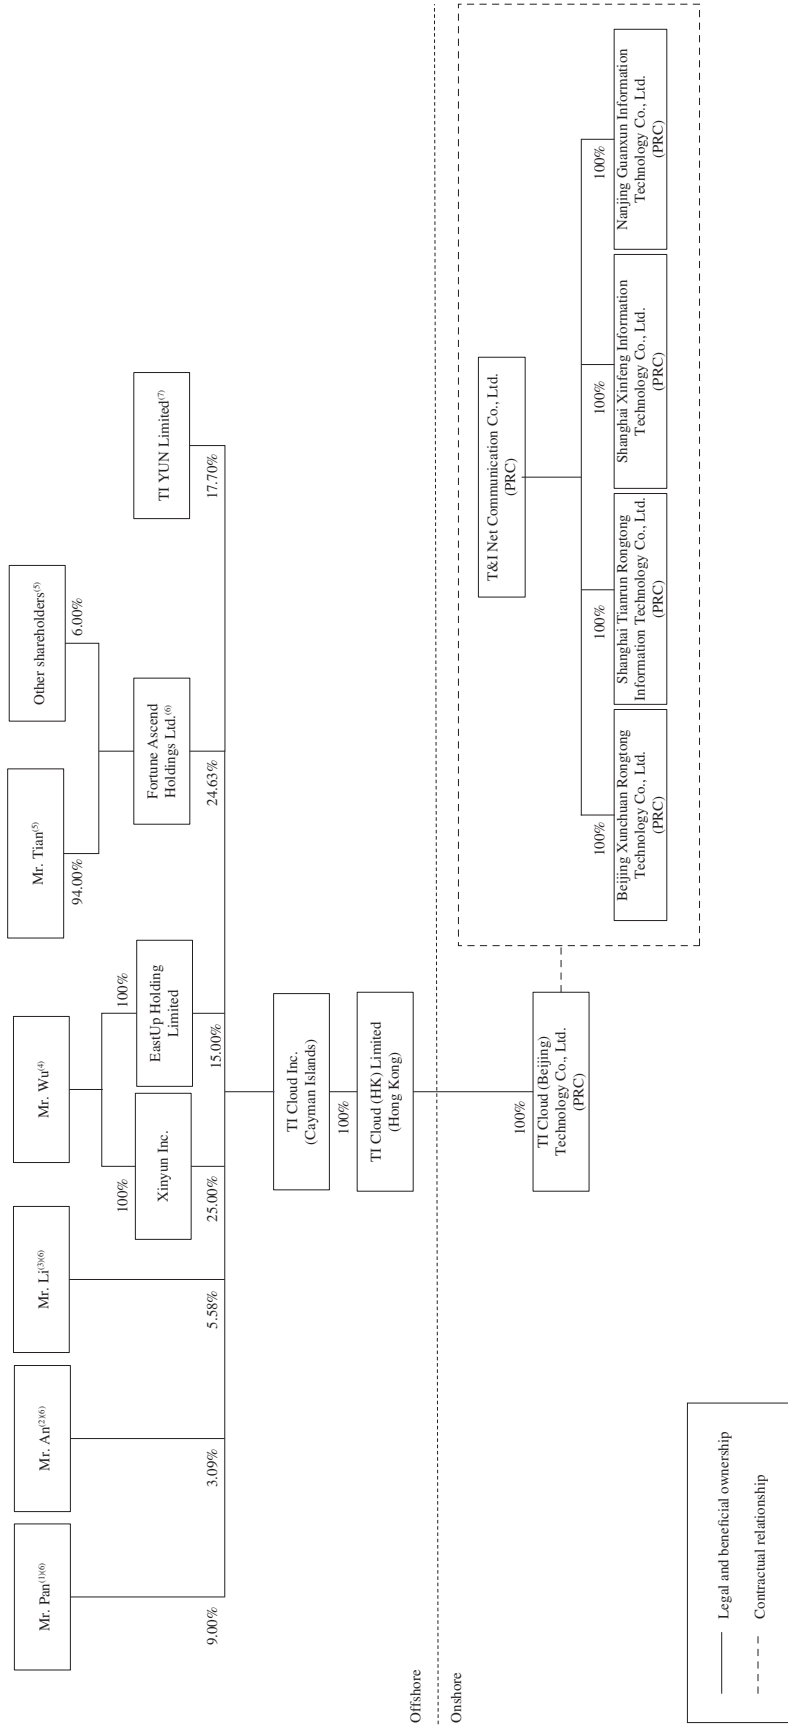 Mr. Pan(1)(6)
Mr. An(2)(6)
Mr. Li(3)(6)
Mr. Wu(4)
Mr. Tian(5)
Other shareholders(5)
94.00%
6.00%
100%
100%
Xinyun Inc.
EastUp Holding
Limited
Fortune Ascend
Holdings Ltd.(6)
TI YUN Limited(7)
9.00%
3.09%
5.58%
25.00%
15.00%
24.63%
17.70%
TI Cloud Inc.
(Cayman Islands)
100%
TI Cloud (HK) Limited
(Hong Kong)
Offshore
Onshore
100%
TI Cloud (Beijing)
Technology Co., Ltd.
(PRC)
T&I Net Communication Co., Ltd.
(PRC)
100%
100%
100%
100%
Beijing Xunchuan Rongtong
Technology Co., Ltd.
(PRC)
Shanghai Tianrun Rongtong
Information Technology Co., Ltd.
(PRC)
Shanghai Xinfeng Information
Technology Co., Ltd.
(PRC)
Nanjing Guanxun Information
Technology Co., Ltd.
(PRC)
Legal and beneficial ownership
Contractual relationship